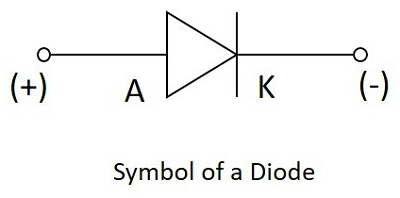 (+) A K (-)
Symbol of a Diode